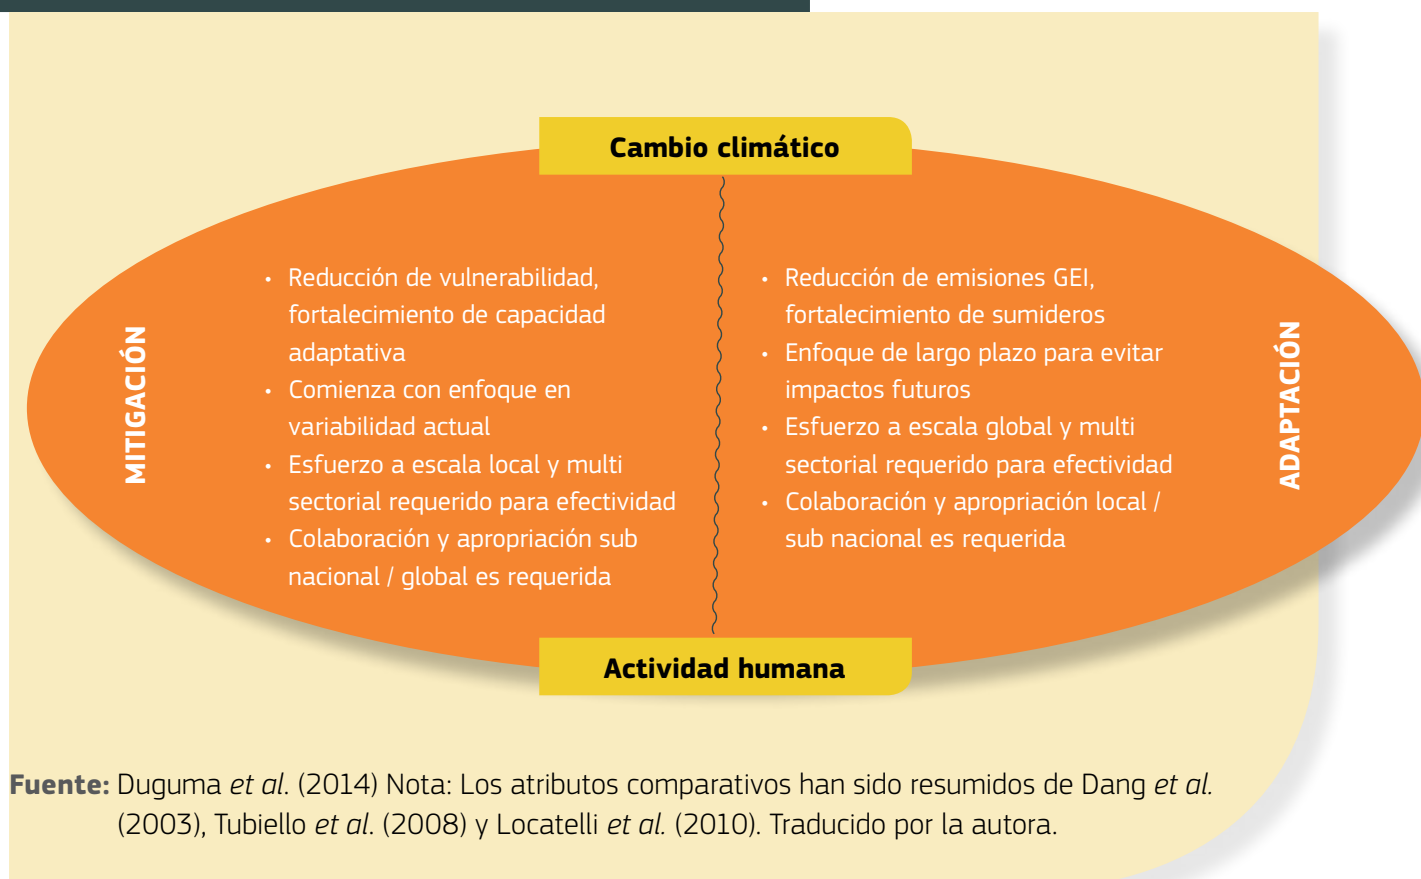 Cambio climático
MITIGACIÓN
• Reducción de vulnerabilidad,
fortalecimiento de capacidad
adaptativa
• Comienza con enfoque en
variabilidad actual
• Esfuerzo a escala local y multi
sectorial requerido para efectividad
• Colaboración y apropiación sub
nacional / global es requerida
• Reducción de emisiones GEI,
fortalecimiento de sumideros
• Enfoque de largo plazo para evitar
impactos futuros
• Esfuerzo a escala global y multi
sectorial requerido para efectividad
• Colaboración y apropiación local /
sub nacional es requerida
ADAPTACIÓN
Actividad humana
Fuente: Duguma et al. (2014) Nota: Los atributos comparativos han sido resumidos de Dang et al.
(2003), Tubiello et al. (2008) y Locatelli et al. (2010). Traducido por la autora.